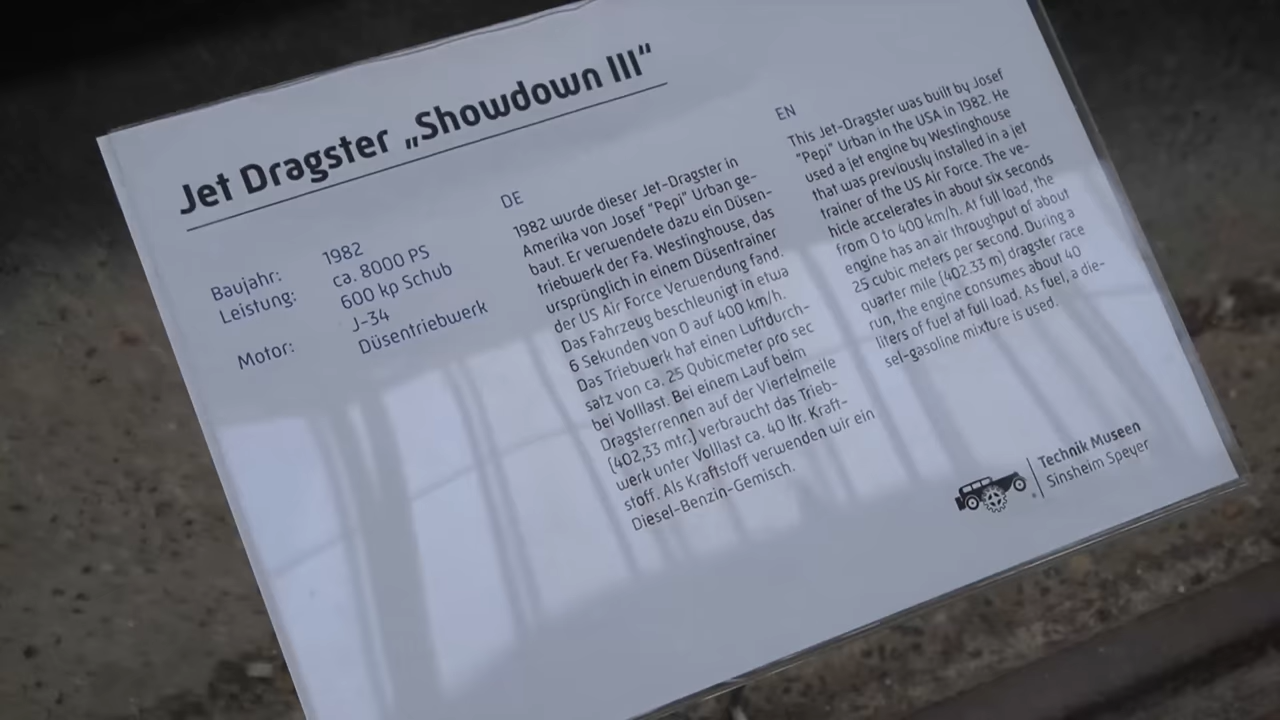 Jet Dragster „Showdown III“
Baujahr: 1982
Leistung: ca. 8000 PS
600 kp Schub
Motor: J-34
Düsentriebwerk
DE
1982 wurde dieser Jet-Dragster in
Amerika von Josef "Pepi" Urban ge-
baut. Er verwendete dazu ein Düsen-
triebwerk der Fa. Westinghouse, das
ursprünglich in einem Düsentrainer
der US Air Force Verwendung fand.
Das Fahrzeug beschleunigt in etwa
6 Sekunden von 0 auf 400 km/h.
Das Triebwerk hat einen Luftdurch-
satz von ca. 25 Qubicmeter pro sec
bei Volllast. Bei einem Lauf beim
Dragsterrennen auf der Viertelmeile
(402,33 mtr.) verbraucht das Trieb-
werk unter Volllast ca. 40 ltr. Kraft-
stoff. Als Kraftstoff verwenden wir ein
Diesel-Benzin-Gemisch.
EN
This Jet-Dragster was built by Josef
"Pepi" Urban in the USA in 1982. He
used a jet engine by Westinghouse
that was previously installed in a jet
trainer of the US Air Force. The ve-
hicle accelerates in about six seconds
from 0 to 400 km/h. At full load, the
engine has an air throughput of about
25 cubic meters per second. During a
quarter mile (402.33 m) dragster race
run, the engine consumes about 40
liters of fuel at full load. As fuel, a die-
sel-gasoline mixture is used.
Technik Museen
Sinsheim Speyer